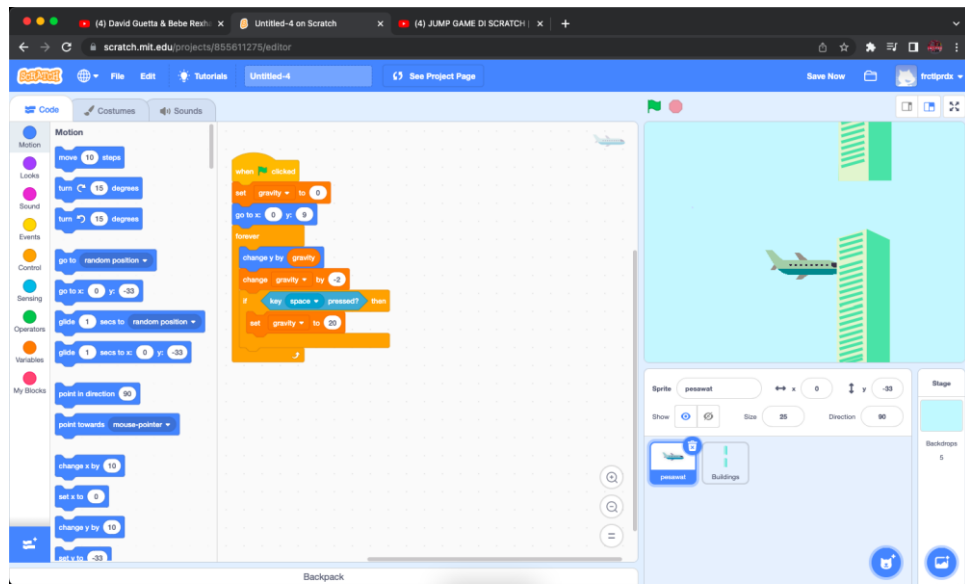 (4) David Guetta & Bebe Rexha
Untitled-4 on Scratch
(4) JUMP GAME DI SCRATCH |
scratch.mit.edu/projects/855611275/editor
SCRATCH
File
Edit
Tutorials
Untitled-4
See Project Page
Save Now
frctlprdx
Code
Costumes
Sounds
Motion
Looks
Sound
Events
Control
Sensing
Operators
Variables
My Blocks
Motion
move 10 steps
turn 15 degrees
turn 15 degrees
go to random position
go to x: 0 y: -33
glide 1 secs to random position
glide 1 secs to x: 0 y: -33
point in direction 90
point towards mouse-pointer
change x by 10
set x to 0
change y by 10
set y to -33
when clicked
set gravity to 0
go to x: 0 y: 9
forever
change y by gravity
change gravity by -2
if key space pressed? then
set gravity to 20
Backpack
Sprite pesawat x 0 y -33
Show Size 35 Direction 90
pesawat
Buildings
Stage
Backdrops
5